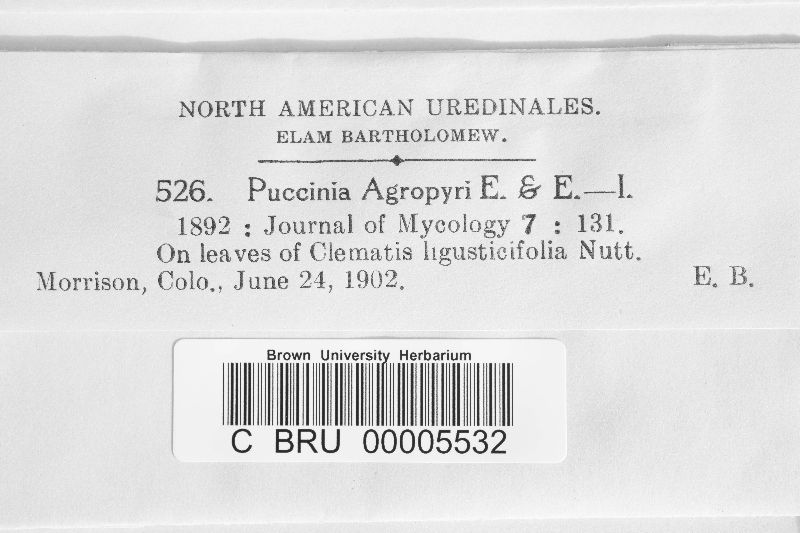 NORTH AMERICAN UREDINALES.
ELAM BARTHOLOMEW.
526. Puccinia Agropyri E. & E.—I.
1892 : Journal of Mycology 7 : 131.
On leaves of Clematis ligusticifolia Nutt.
Morrison, Colo., June 24, 1902. E. B.
Brown University Herbarium
C BRU 00005532